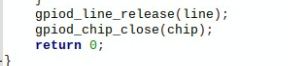 }
gpiod_line_release(line);
gpiod_chip_close(chip);
return 0;
}